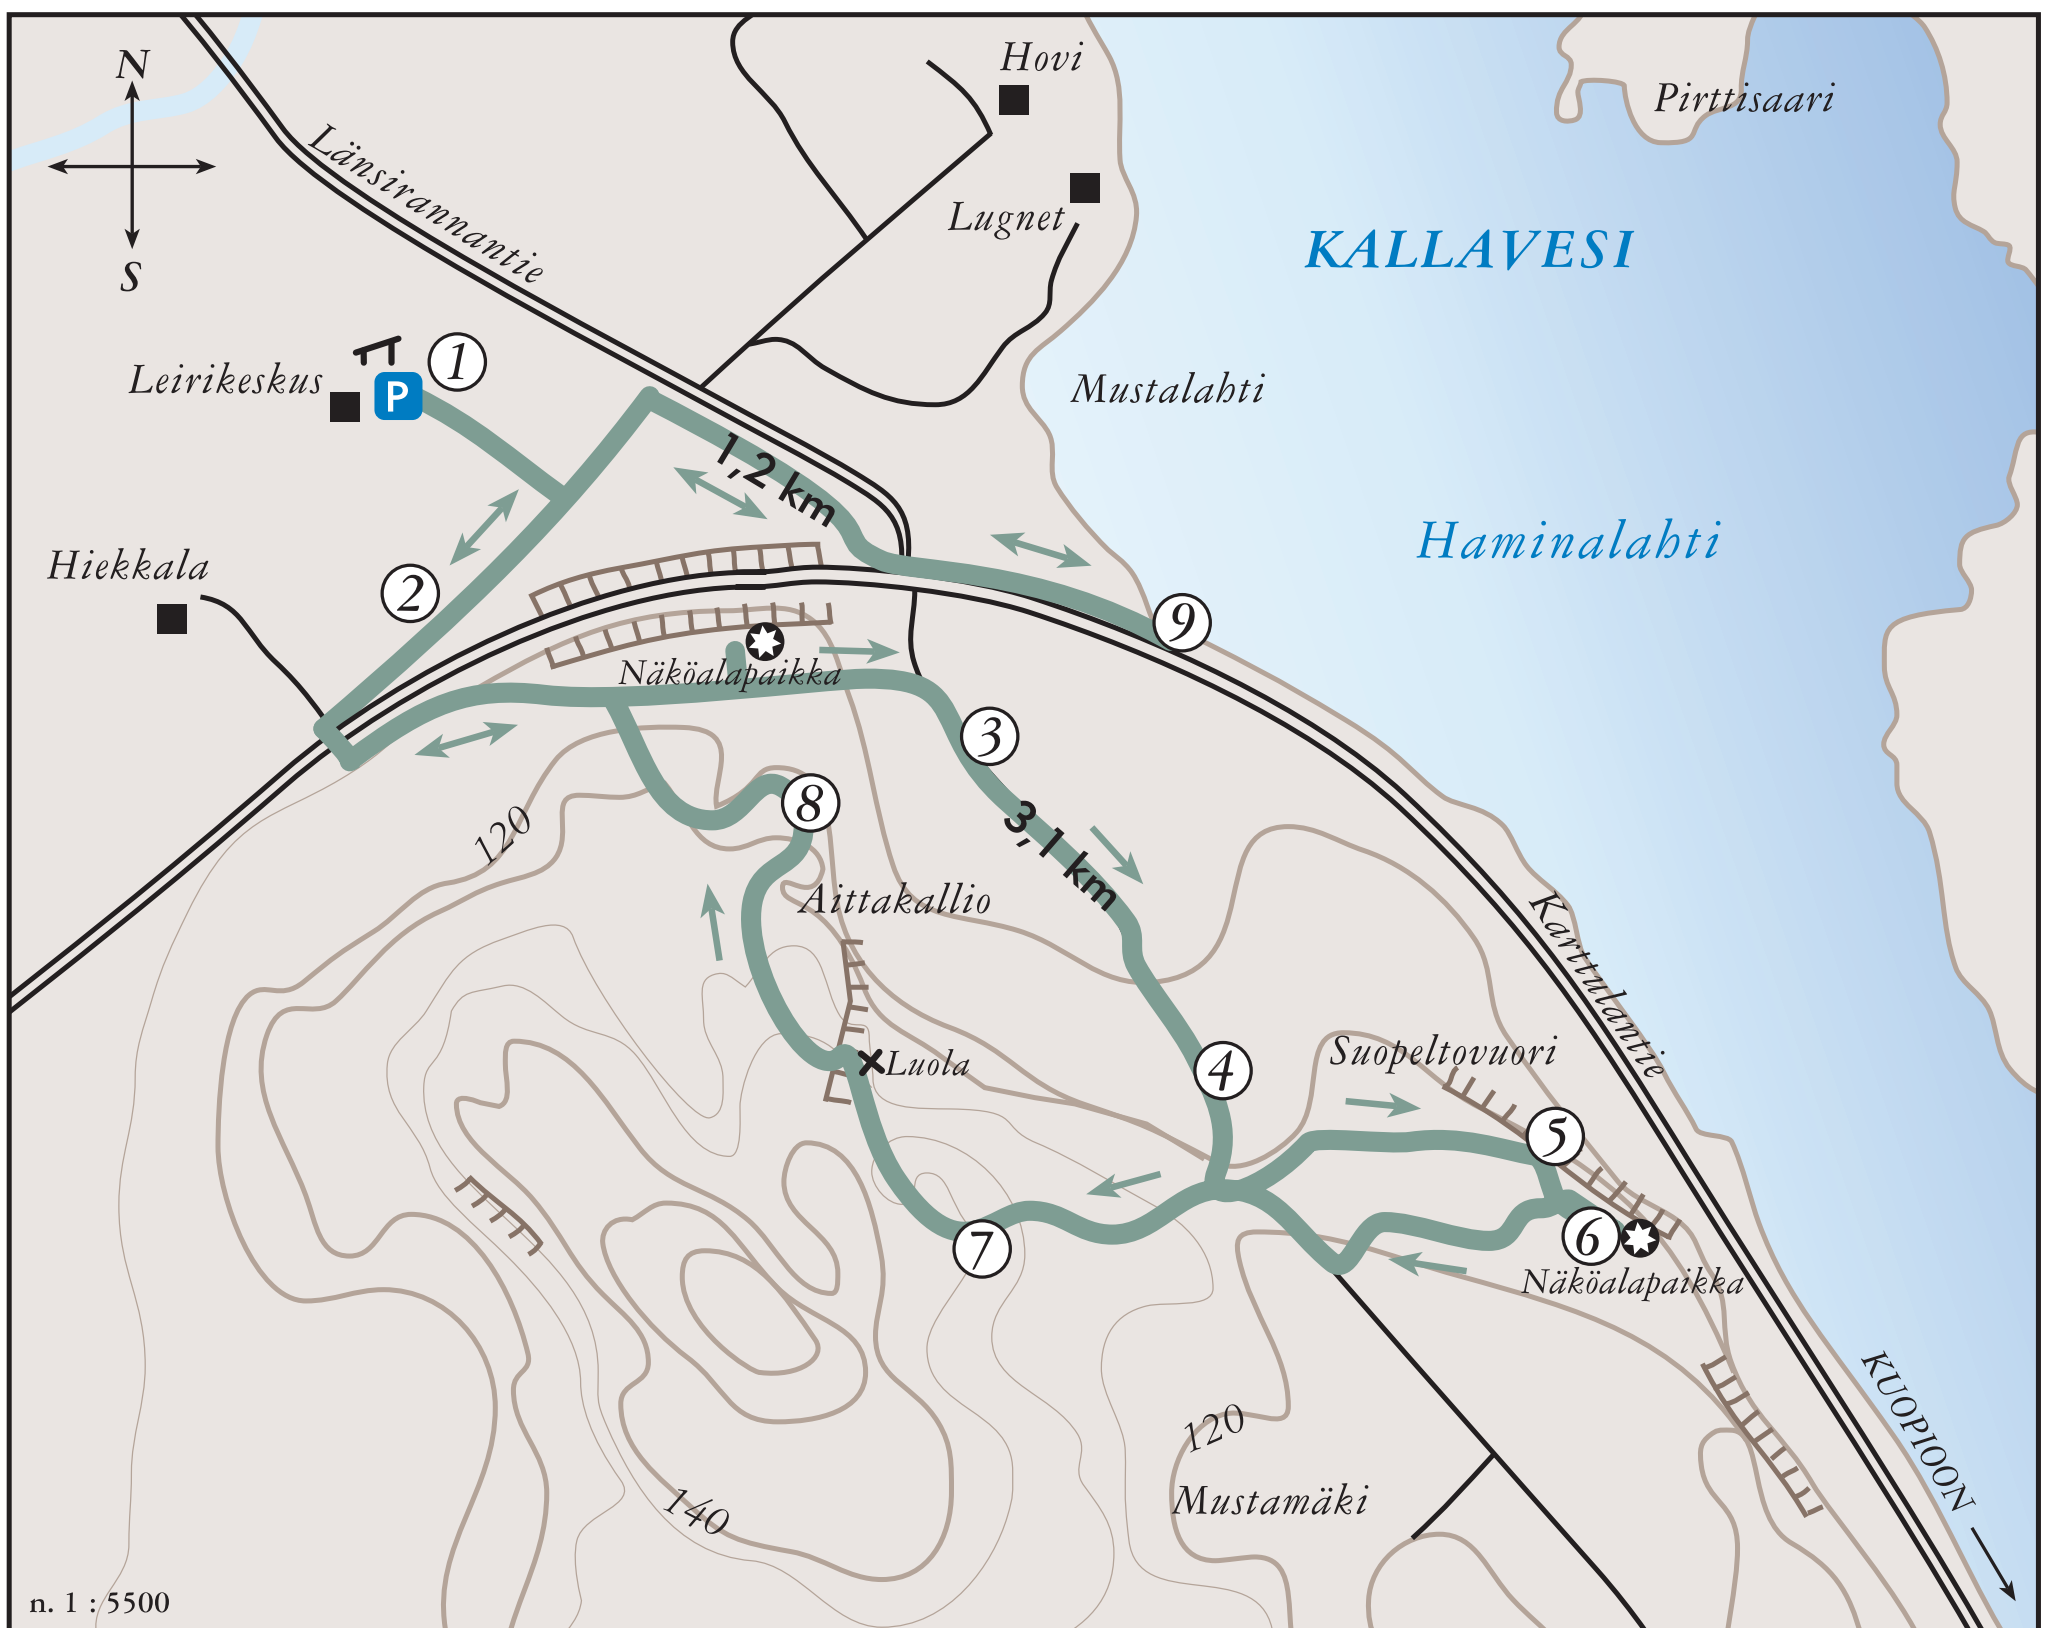 N
S
Hovi
Pirttisaari
Länsirannantie
Lugnet
KALLAVESI
1
Leirikeskus
P
Mustalahti
1,2 km
Haminalahti
Hiekkala
2
9
Näköalapaikka
3
8
3,1 km
120
Aittakallio
Karttulantie
Luola
4
Suopeltovuori
5
7
6
Näköalapaikka
KUOPIOON
120
Mustamäki
140
n. 1 : 5500